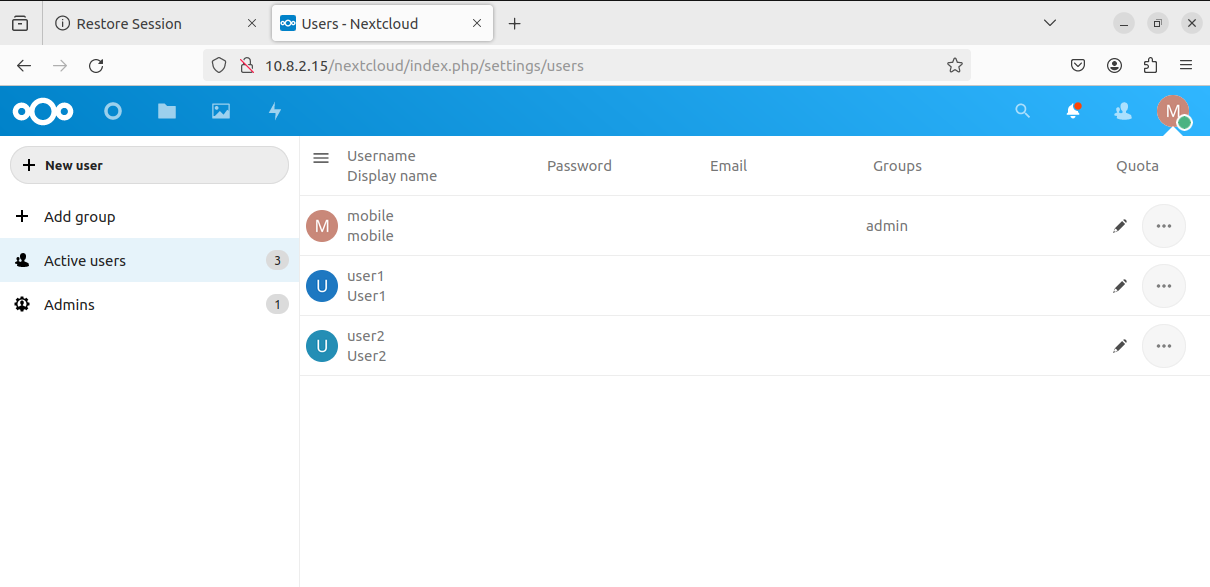 Restore Session
Users - Nextcloud
10.8.2.15/nextcloud/index.php/settings/users
M
New user
Add group
Active users 3
Admins 1
Username Password Email Groups Quota
Display name
M mobile admin
mobile
U user1
User1
U user2
User2